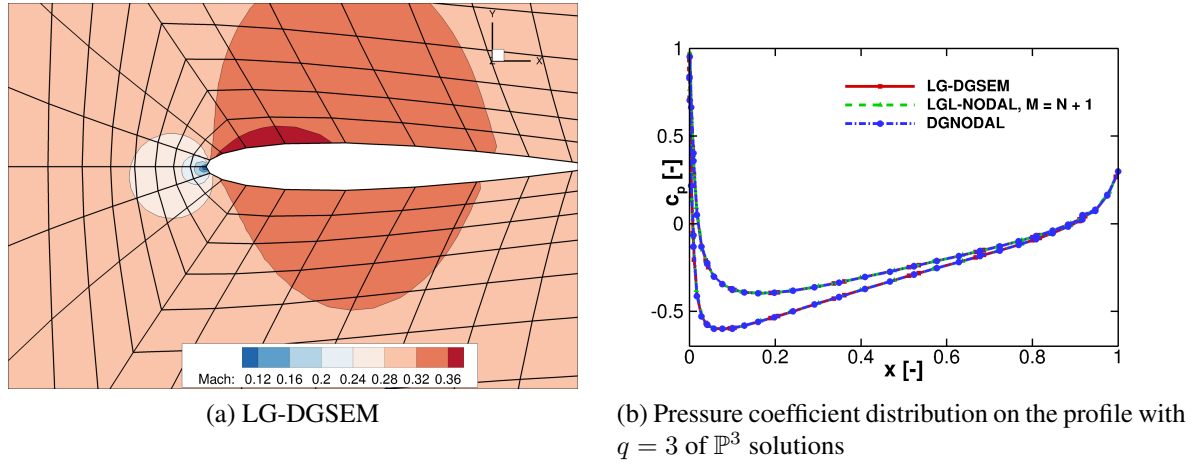 Y
X
Mach: 0.12 0.16 0.2 0.24 0.28 0.32 0.36
(a) LG-DGSEM
1
0.5
0
-0.5
c_p [-]
LG-DGSEM
LGL-NODAL, M = N + 1
DGNODAL
0 0.2 0.4 0.6 0.8 1
x [-]
(b) Pressure coefficient distribution on the profile with
q = 3 of ℙ³ solutions